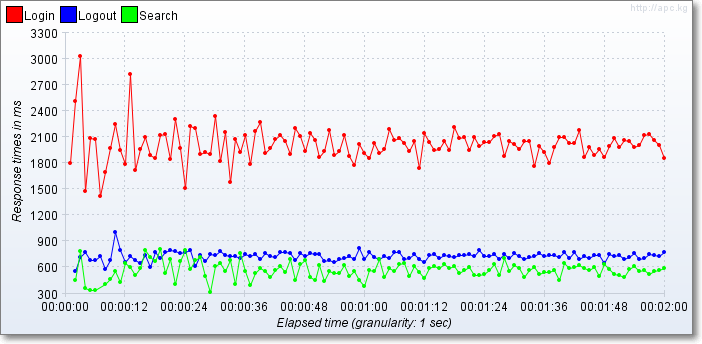 http://apc.kg
Login Logout Search
3300
3000
2700
2400
2100
1800
1500
1200
900
600
300
Response times in ms
00:00:00 00:00:12 00:00:24 00:00:36 00:00:48 00:01:00 00:01:12 00:01:24 00:01:36 00:01:48 00:02:00
Elapsed time (granularity: 1 sec)